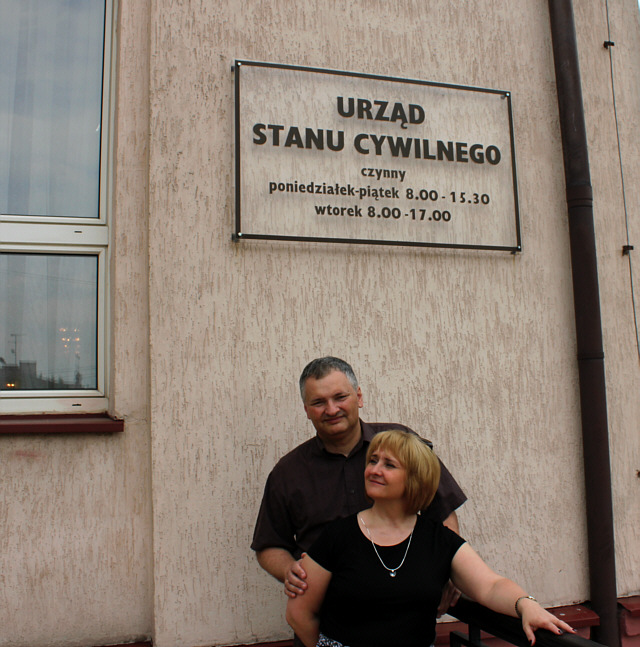 URZĄD
STANU CYWILNEGO
czynny
poniedziałek-piątek 8.00 - 15.30
wtorek 8.00 -17.00